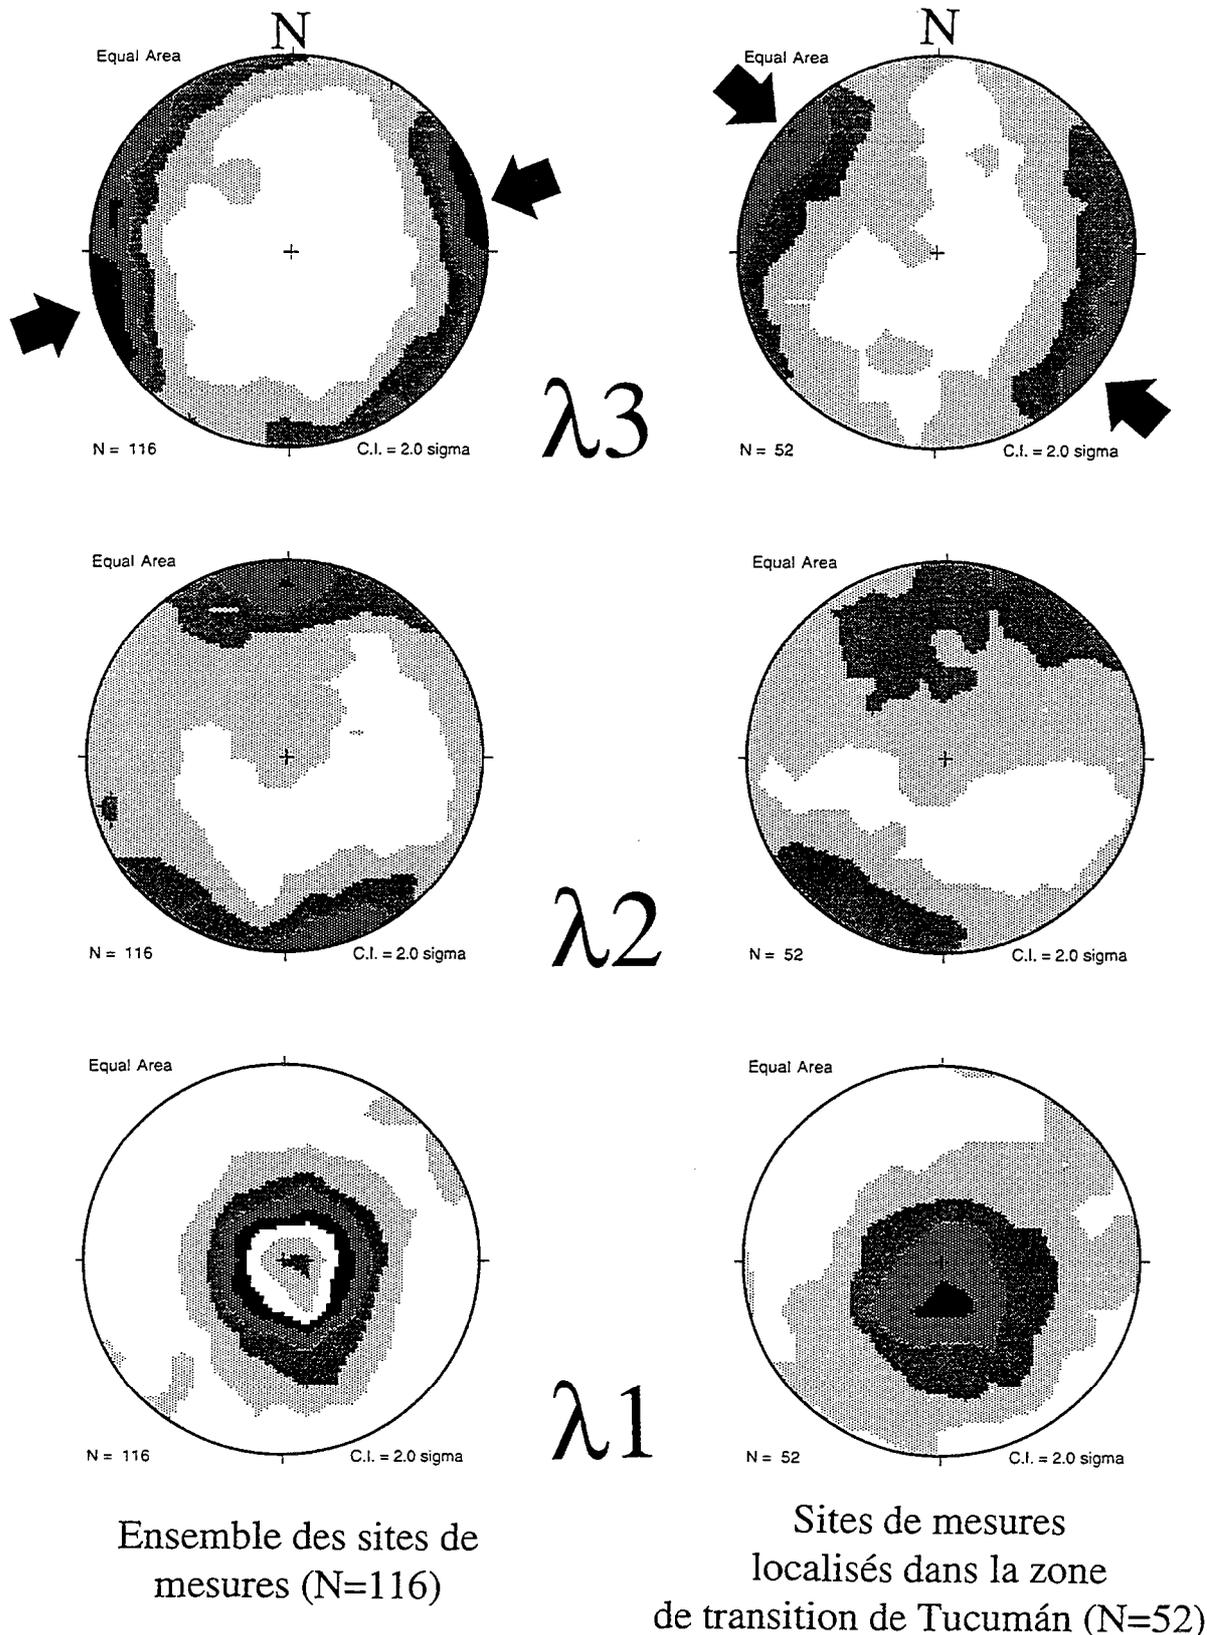 N
N
Equal Area
Equal Area
λ3
N = 116
C.I. = 2.0 sigma
N = 52
C.I. = 2.0 sigma
Equal Area
Equal Area
λ2
N = 116
C.I. = 2.0 sigma
N = 52
C.I. = 2.0 sigma
Equal Area
Equal Area
λ1
N = 116
C.I. = 2.0 sigma
N = 52
C.I. = 2.0 sigma
Ensemble des sites de
mesures (N=116)
Sites de mesures
localisés dans la zone
de transition de Tucumán (N=52)